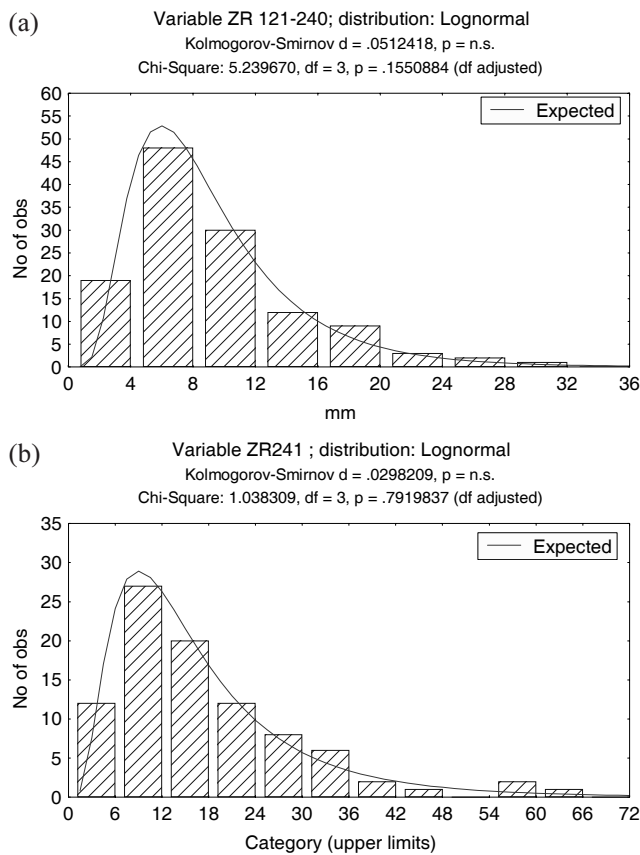 (a)
Variable ZR 121-240; distribution: Lognormal
Kolmogorov-Smirnov d = .0512418, p = n.s.
Chi-Square: 5.239670, df = 3, p = .1550884 (df adjusted)
60
55
50
45
40
35
30
25
20
15
10
5
0
No of obs
Expected
0 4 8 12 16 20 24 28 32 36
mm
(b)
Variable ZR241 ; distribution: Lognormal
Kolmogorov-Smirnov d = .0298209, p = n.s.
Chi-Square: 1.038309, df = 3, p = .7919837 (df adjusted)
35
30
25
20
15
10
5
0
No of obs
Expected
0 6 12 18 24 30 36 42 48 54 60 66 72
Category (upper limits)